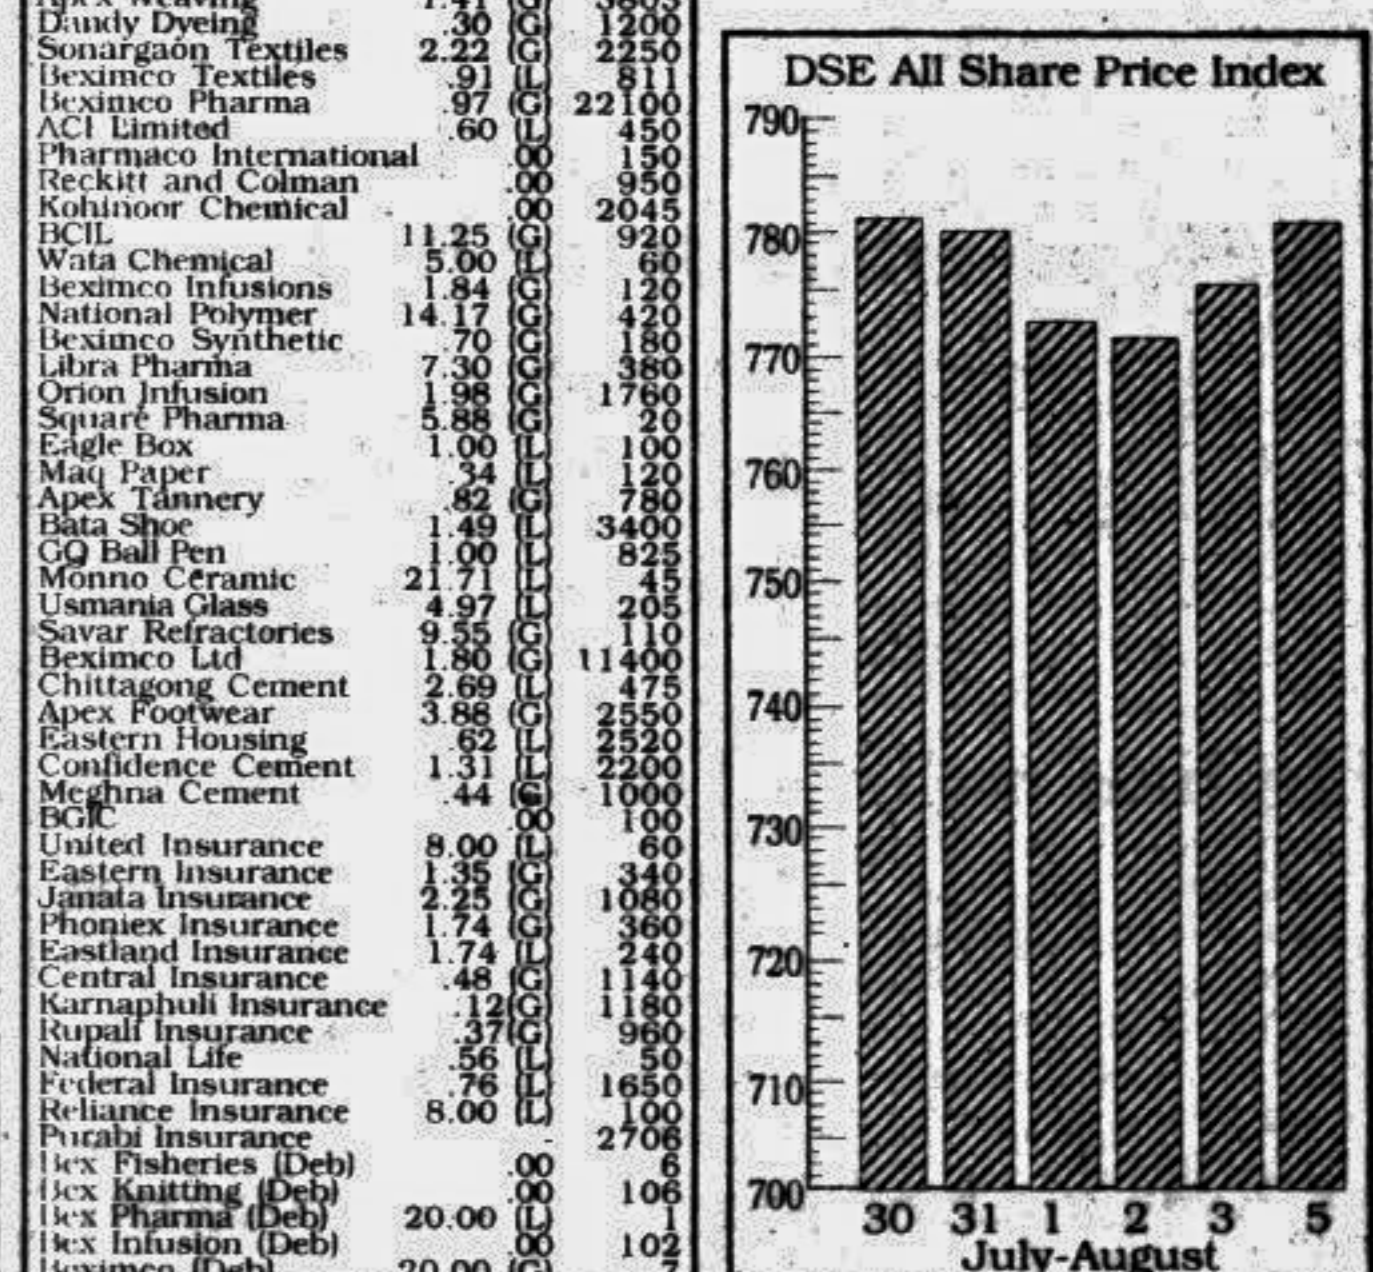 Apex Weaving 1.41 (G) 3805
Dandy Dyeing .30 (G) 1200
Sonargaon Textiles 2.22 (G) 2250
Beximco Textiles .91 (L) 811
Beximco Pharma .97 (G) 22100
ACI Limited .60 (L) 450
Pharmaco International .00 150
Reckitt and Colman .00 950
Kohinoor Chemical .00 2045
BCIL 11.25 (G) 920
Wata Chemical 5.00 (L) 60
Beximco Infusions 1.84 (G) 120
National Polymer 14.17 (G) 420
Beximco Synthetic .70 (G) 180
Libra Pharma 7.30 (G) 380
Orion Infusion 1.98 (G) 1760
Square Pharma 5.88 (G) 20
Eagle Box 1.00 (L) 100
Maq Paper .34 (L) 120
Apex Tannery .82 (G) 780
Bata Shoe 1.49 (L) 3400
GQ Ball Pen 1.00 (L) 825
Monno Ceramic 21.71 (L) 45
Usmania Glass 4.97 (L) 205
Savar Refractories 9.55 (G) 110
Beximco Ltd 1.80 (G) 11400
Chittagong Cement 2.69 (L) 475
Apex Footwear 3.88 (G) 2550
Eastern Housing .62 (L) 2520
Confidence Cement 1.31 (L) 2200
Meghna Cement .44 (G) 1000
BGIC .00 100
United Insurance 8.00 (L) 60
Eastern Insurance 1.35 (G) 340
Janata Insurance 2.25 (G) 1080
Phoniex Insurance 1.74 (G) 360
Eastland Insurance 1.74 (L) 240
Central Insurance .48 (G) 1140
Karnaphuli Insurance .12(G) 1180
Rupali Insurance .37(G) 960
National Life .56 (L) 50
Federal Insurance .76 (L) 1650
Reliance Insurance 8.00 (L) 100
Purabi Insurance - 2706
Bex Fisheries (Deb) .00 6
Bex Knitting (Deb) .00 106
Bex Pharma (Deb) 20.00 (L) 1
Bex Infusion (Deb) .00 102
Beximco (Deb) 20.00 (G) 7
DSE All Share Price Index
790
780
770
760
750
740
730
720
710
700
30 31 1 2 3 5
July-August